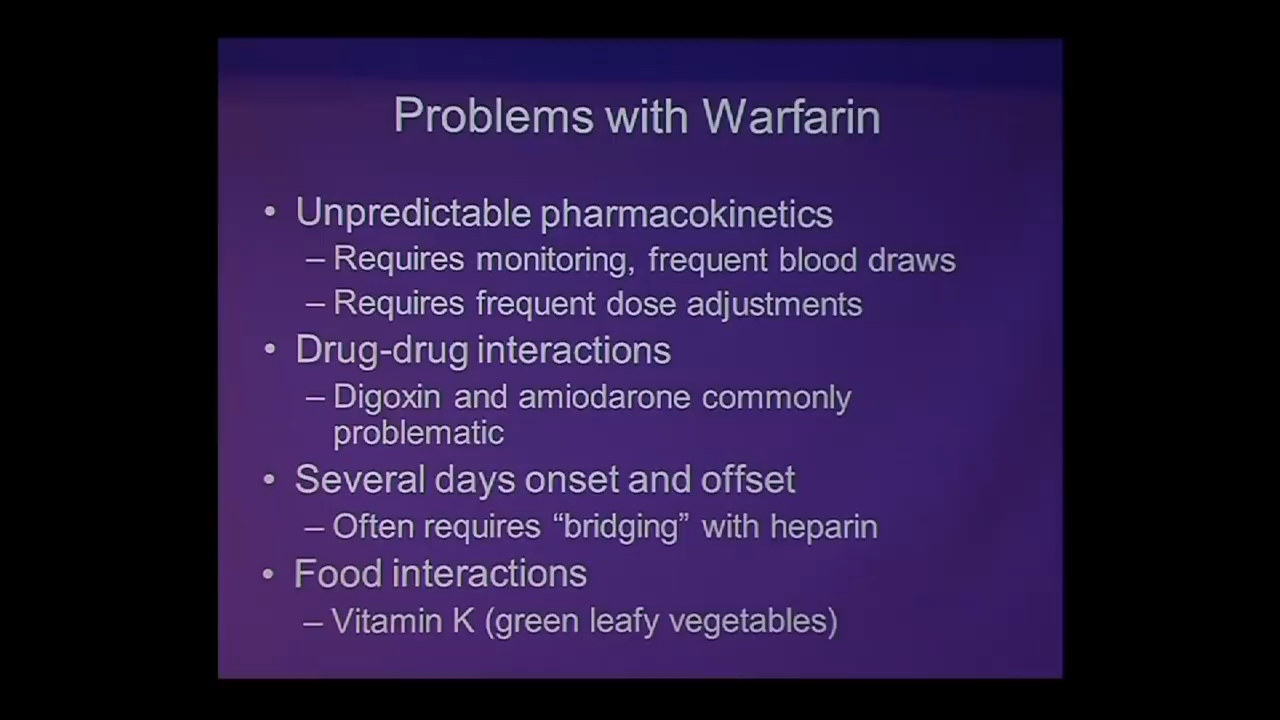 Problems with Warfarin
• Unpredictable pharmacokinetics
– Requires monitoring, frequent blood draws
– Requires frequent dose adjustments
• Drug-drug interactions
– Digoxin and amiodarone commonly
problematic
• Several days onset and offset
– Often requires “bridging” with heparin
• Food interactions
– Vitamin K (green leafy vegetables)